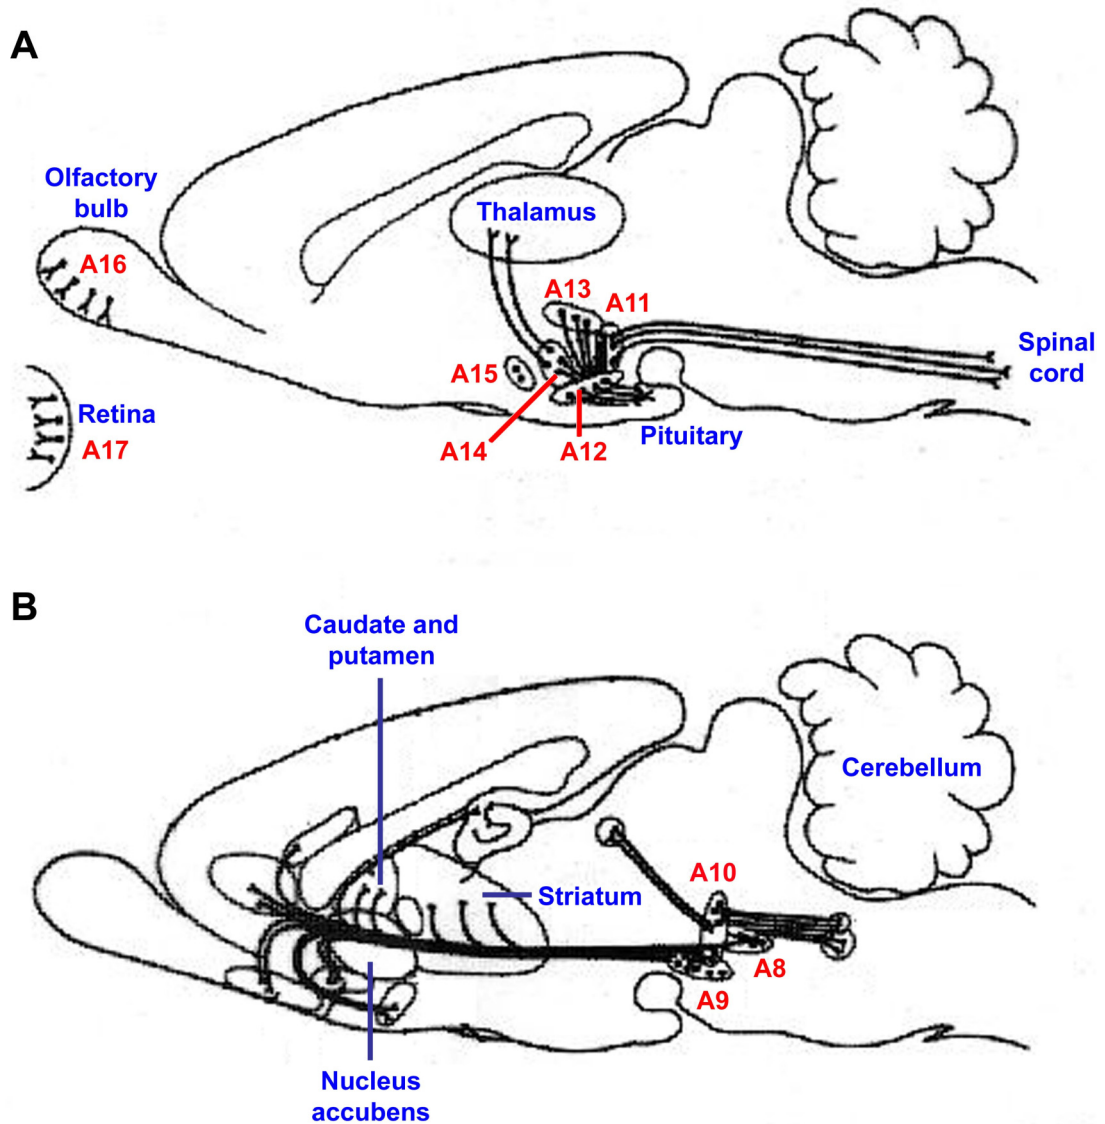 A
Olfactory
bulb
A16
Thalamus
A13
A11
Spinal
cord
A15
Retina
A17
A14
A12
Pituitary
B
Caudate and
putamen
Cerebellum
A10
Striatum
A8
A9
Nucleus
accubens